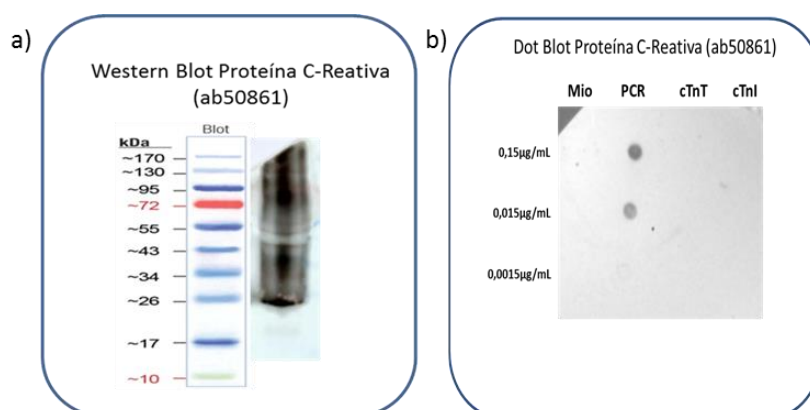 a)
Western Blot Proteína C-Reativa
(ab50861)
kDa
Blot
~170
~130
~95
~72
~55
~43
~34
~26
~17
~10
b)
Dot Blot Proteína C-Reativa (ab50861)
Mio PCR cTnT cTnI
0,15µg/mL
0,015µg/mL
0,0015µg/mL